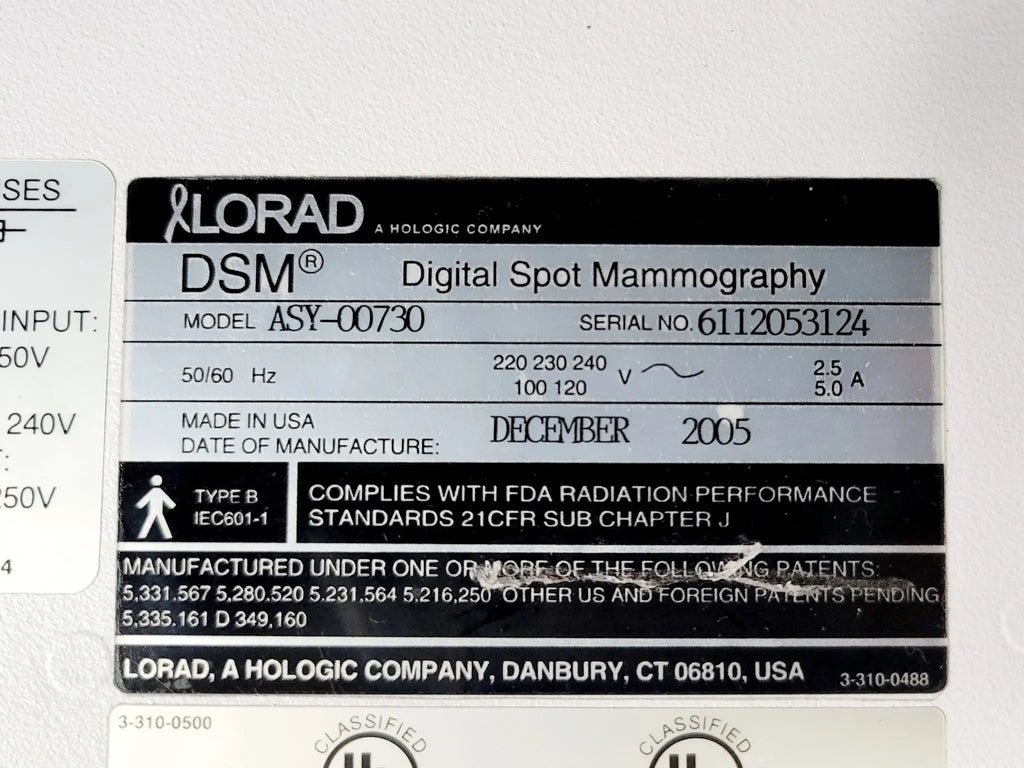 SES
INPUT:
50V
240V
T:
250V
4
LORAD A HOLOGIC COMPANY
DSM® Digital Spot Mammography
MODEL ASY-00730 SERIAL NO. 6112053124
50/60 Hz 220 230 240 V 2.5 A
100 120 5.0
MADE IN USA
DATE OF MANUFACTURE: DECEMBER 2005
TYPE B
IEC601-1
COMPLIES WITH FDA RADIATION PERFORMANCE
STANDARDS 21CFR SUB CHAPTER J
MANUFACTURED UNDER ONE OR MORE OF THE FOLLOWING PATENTS:
5,331.567 5,280.520 5.231,564 5.216,250 OTHER US AND FOREIGN PATENTS PENDING
5,335.161 D 349,160
LORAD, A HOLOGIC COMPANY, DANBURY, CT 06810, USA 3-310-0488
3-310-0500
CLASSIFIED CLASSIFIED